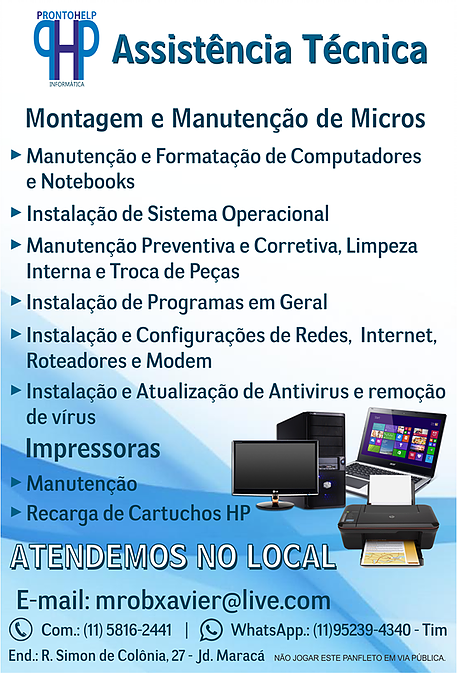 PRONTOHELP
PHP
INFORMÁTICA
Assistência Técnica
Montagem e Manutenção de Micros
Manutenção e Formatação de Computadores
e Notebooks
Instalação de Sistema Operacional
Manutenção Preventiva e Corretiva, Limpeza
Interna e Troca de Peças
Instalação de Programas em Geral
Instalação e Configurações de Redes, Internet,
Roteadores e Modem
Instalação e Atualização de Antivirus e remoção
de vírus
Impressoras
Manutenção
Recarga de Cartuchos HP
ATENDEMOS NO LOCAL
E-mail: mrobxavier@live.com
Com.: (11) 5816-2441 | WhatsApp.: (11)95239-4340 - Tim
End.: R. Simon de Colônia, 27 - Jd. Maracá NÃO JOGAR ESTE PANFLETO EM VIA PÚBLICA.